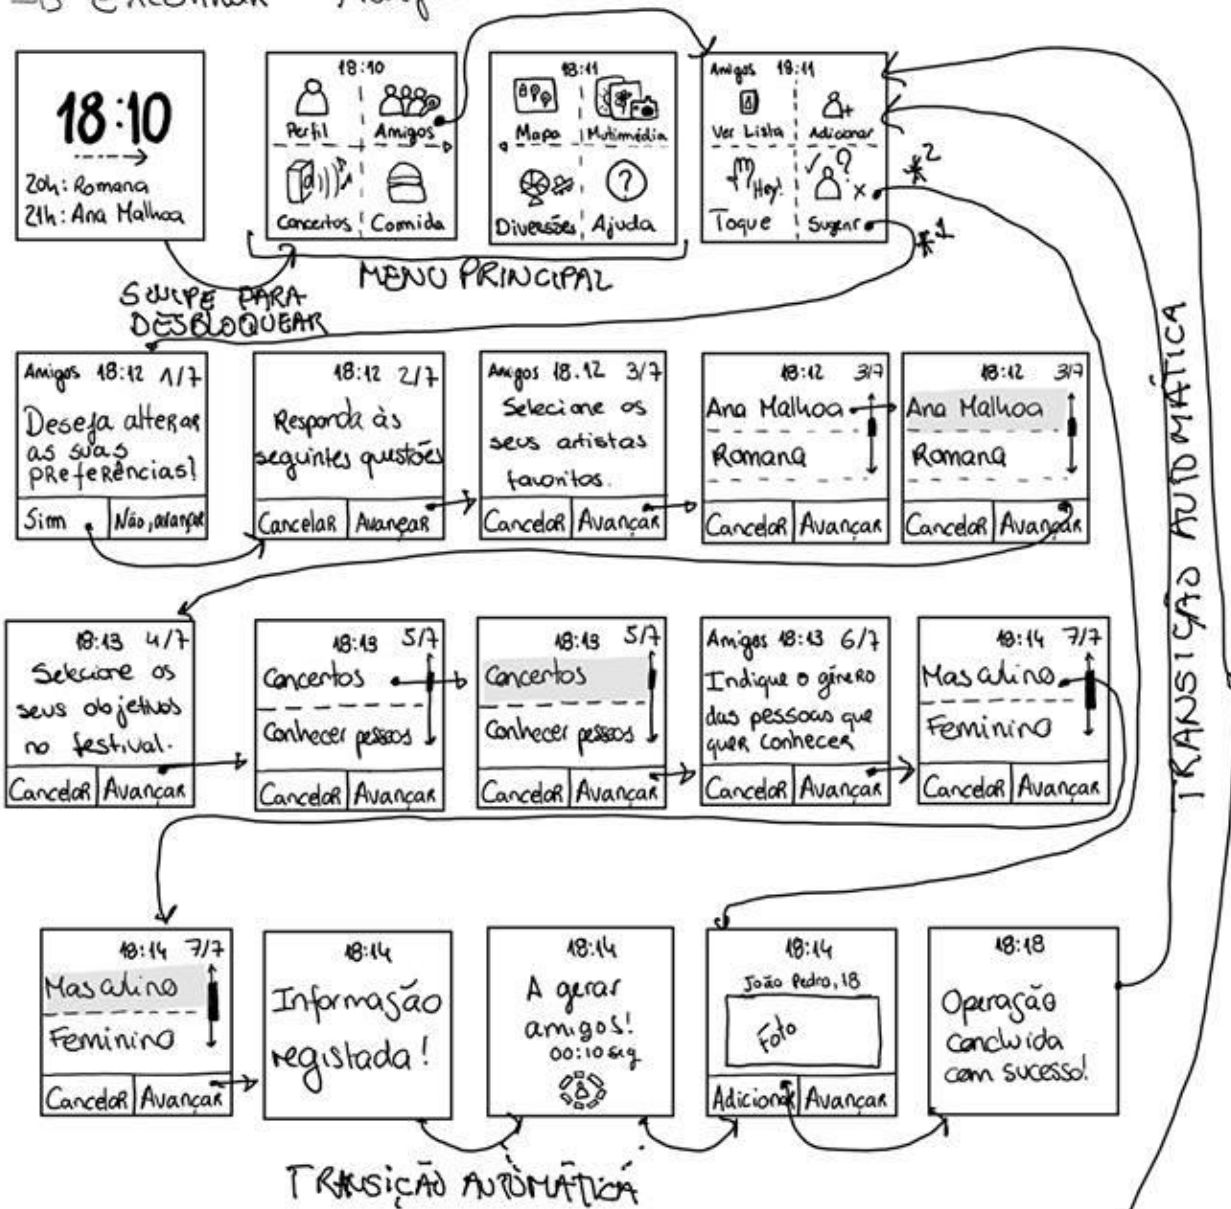 18:10
20h: Romana
21h: Ana Malhoa
18:10
Perfil Amigos
Concertos Comida
18:11
Mapa Mutimédia
Diversões Ajuda
Amigos 18:11
Ver Lista Adicionar
Hey!
?
Toque Sugerir
*2
*1
MENU PRINCIPAL
SWIPE PARA
DESBLOQUEAR
TRANSIÇÃO AUTOMÁTICA
Amigos 18:12 1/7
Deseja alterar
as suas
preferências?
Sim Não, avançar
18:12 2/7
Responda às
seguintes questões
Cancelar Avançar
Amigos 18.12 3/7
Selecione os
seus artistas
favoritos.
Cancelar Avançar
18:12 3/7
Ana Malhoa
Romana
Cancelar Avançar
18:12 3/7
Ana Malhoa
Romana
Cancelar Avançar
18:13 4/7
Selecione os
seus objetivos
no festival.
Cancelar Avançar
18:13 5/7
Concertos
Conhecer pessoas
Cancelar Avançar
18:13 5/7
Concertos
Conhecer pessoas
Cancelar Avançar
Amigos 18:13 6/7
Indique o género
das pessoas que
quer conhecer
Cancelar Avançar
18:14 7/7
Masculino
Feminino
Cancelar Avançar
18:14 7/7
Masculino
Feminino
Cancelar Avançar
18:14
Informação
registada!
18:14
A gerar
amigos!
00:10 seg
18:14
João Pedro, 18
Foto
Adicionar Avançar
18:18
Operação
concluída
com sucesso!
TRANSIÇÃO AUTOMÁTICA